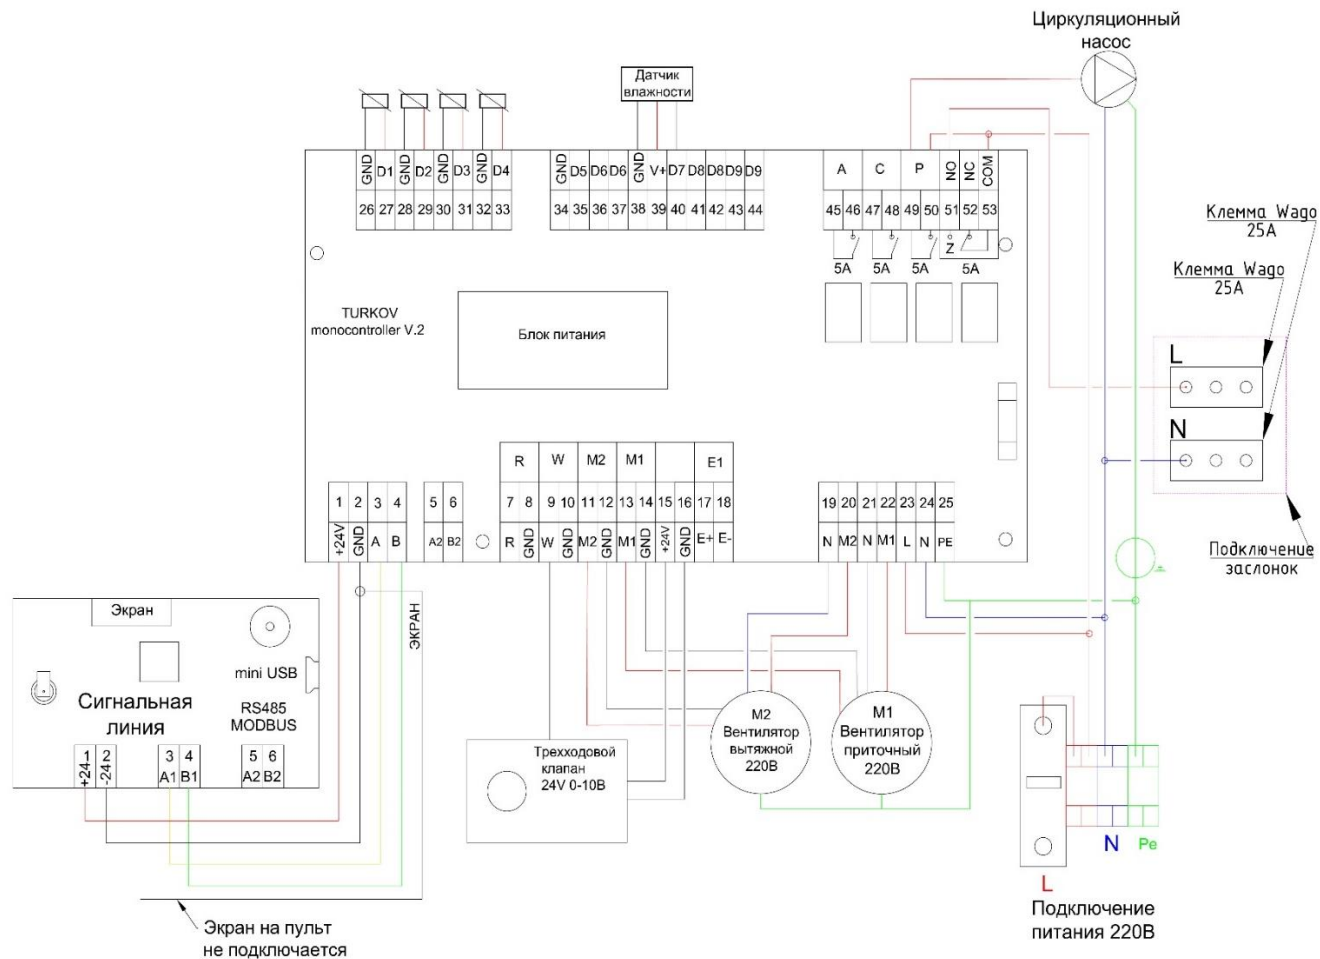 Циркуляционный
насос
Датчик
влажности
GND D1 GND D2 GND D3 GND D4
26 27 28 29 30 31 32 33
GND D5 D6 D6 GND V+ D7 D8 D8 D9 D9
34 35 36 37 38 39 40 41 42 43 44
A C P NO NC COM
45 46 47 48 49 50 51 52 53
Z
5A 5A 5A 5A
Клемма Wago
25А
Клемма Wago
25А
TURKOV
monocontroller V.2
Блок питания
L
N
Подключение
заслонок
R W M2 M1 E1
1 2 3 4 5 6 7 8 9 10 11 12 13 14 15 16 17 18
+24V GND A B A2 B2 R GND W GND M2 GND M1 GND +24V GND E+ E-
19 20 21 22 23 24 25
N M2 N M1 L N PE
Экран
ЭКРАН
mini USB
Сигнальная
линия
RS485
MODBUS
1 2 3 4 5 6
+24 -24 A1 B1 A2 B2
Трехходовой
клапан
24V 0-10В
M2
Вентилятор
вытяжной
220В
M1
Вентилятор
приточный
220В
N Pe
L
Подключение
питания 220В
Экран на пульт
не подключается